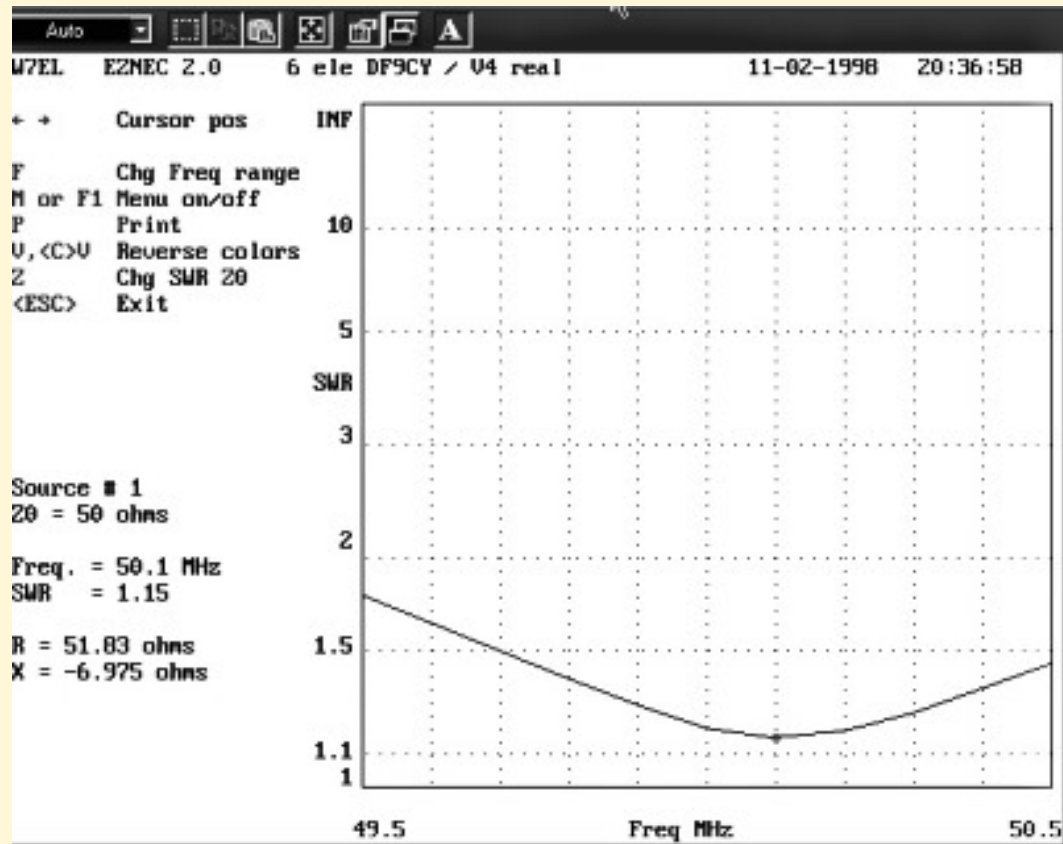 Auto
A
W7EL EZNEC 2.0 6 ele DF9CY / V4 real 11-02-1998 20:36:58
← → Cursor pos
F Chg Freq range
M or F1 Menu on/off
P Print
V,<C>V Reverse colors
Z Chg SWR Z0
<ESC> Exit
Source # 1
Z0 = 50 ohms
Freq. = 50.1 MHz
SWR = 1.15
R = 51.83 ohms
X = -6.975 ohms
INF
10
5
SWR
3
2
1.5
1.1
1
49.5 Freq MHz 50.5